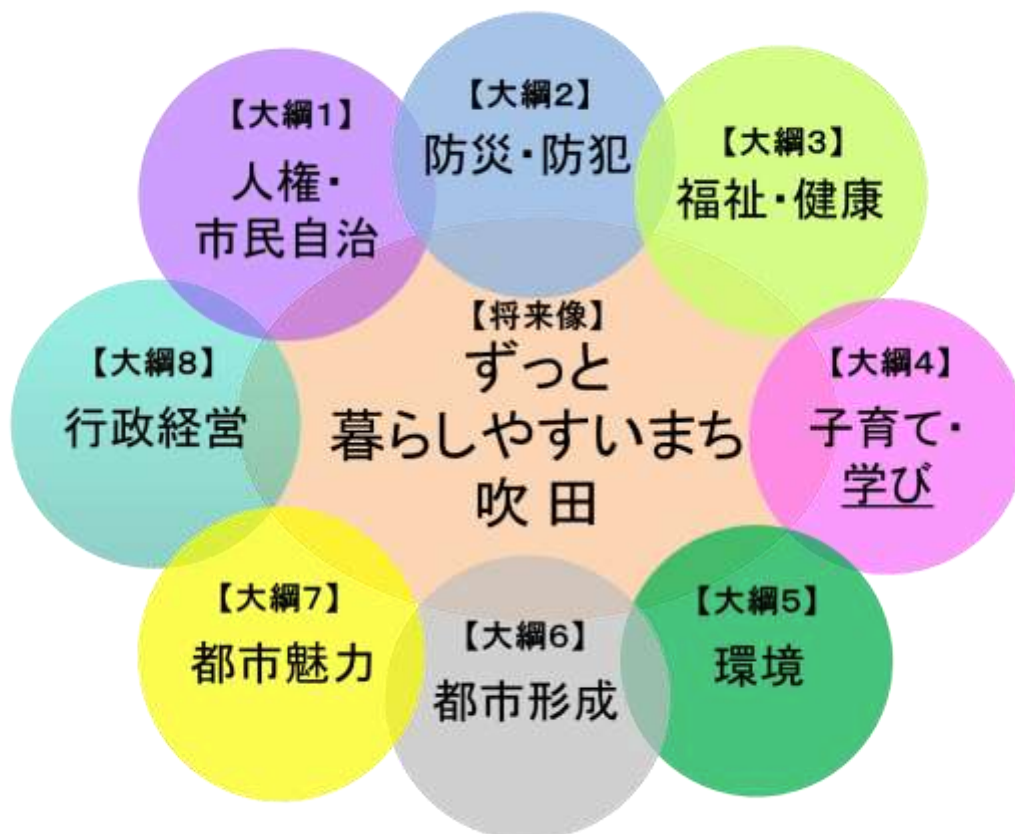 【大綱1】
人権・
市民自治
【大綱2】
防災・防犯
【大綱3】
福祉・健康
【大綱4】
子育て・
学び
【大綱5】
環境
【大綱6】
都市形成
【大綱7】
都市魅力
【大綱8】
行政経営
【将来像】
ずっと
暮らしやすいまち
吹田